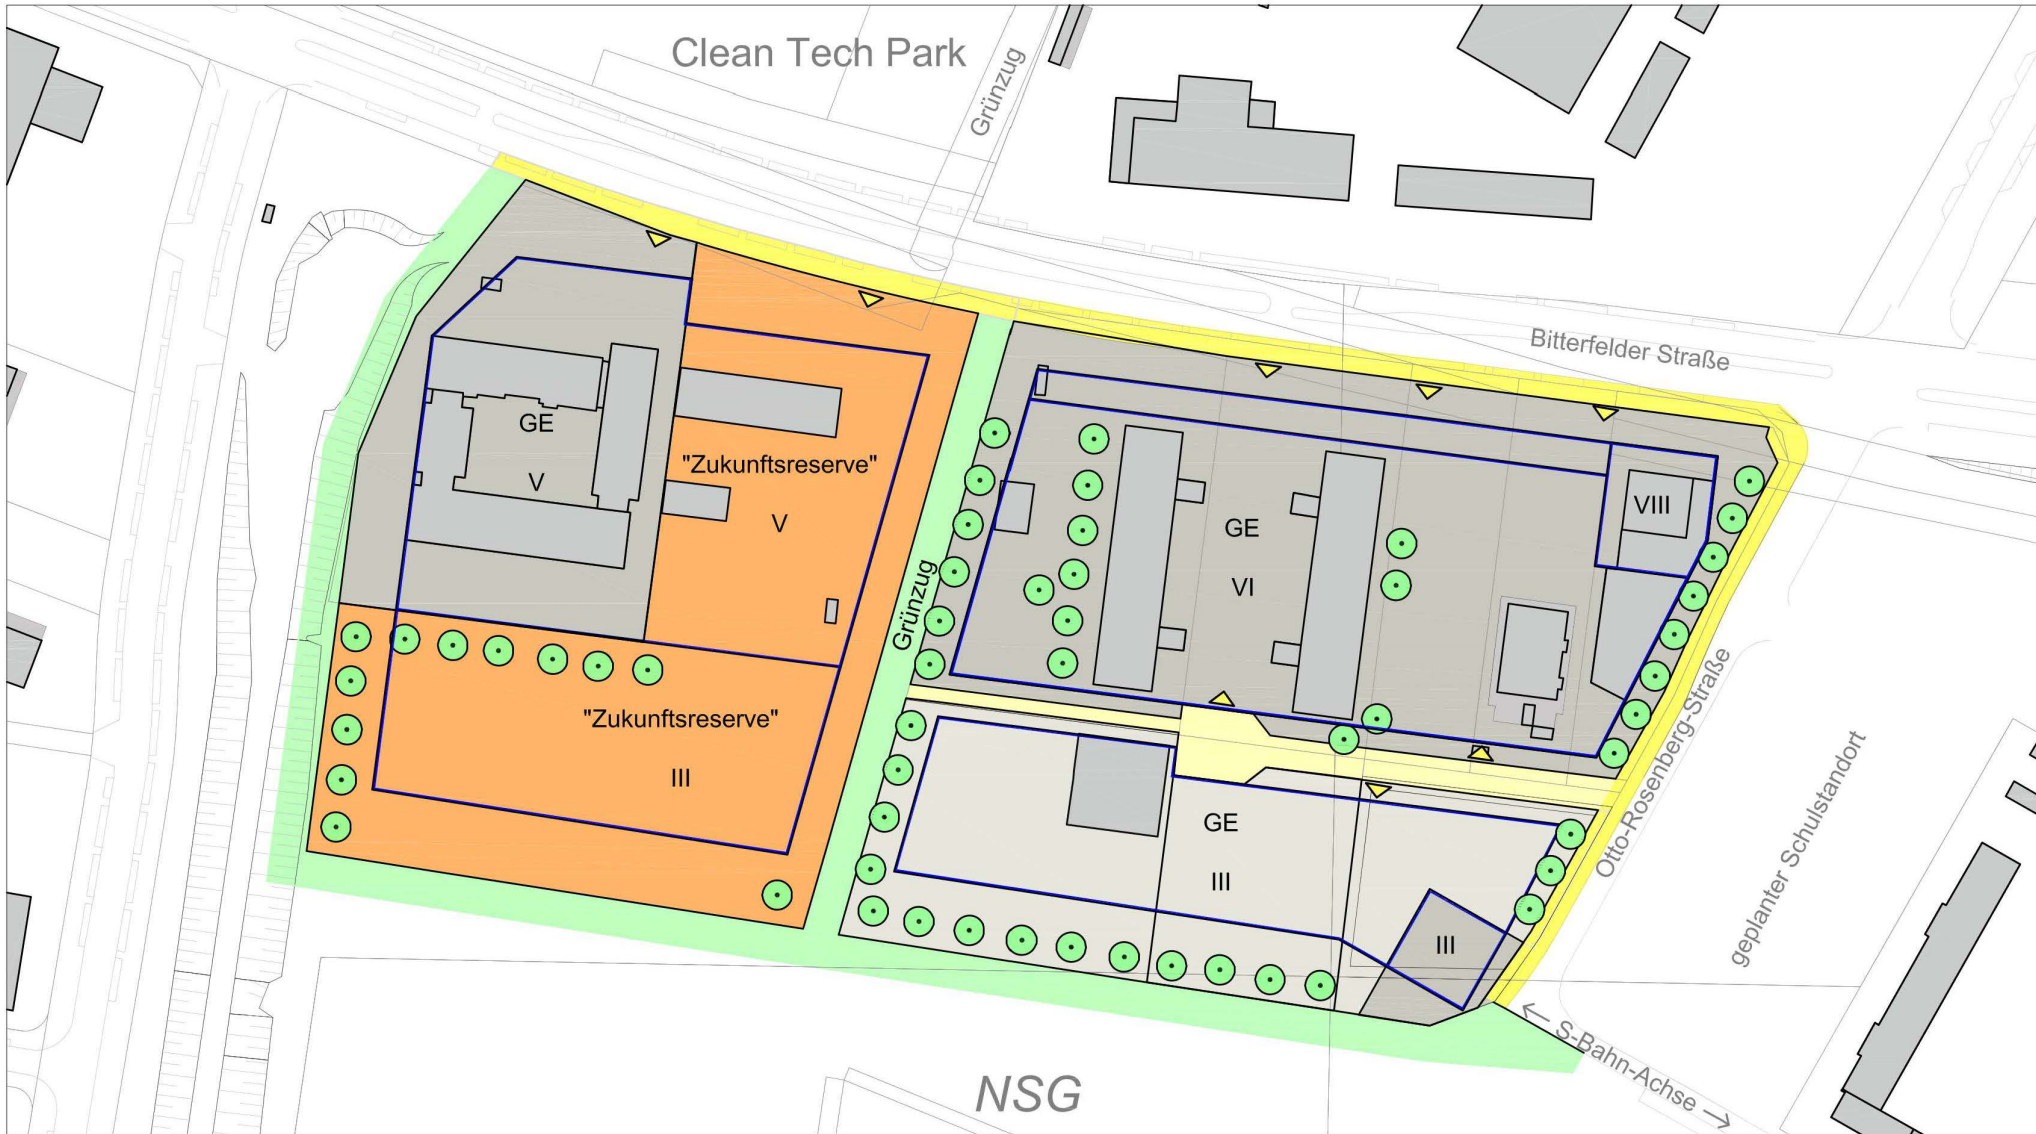 Clean Tech Park
Grünzug
Bitterfelder Straße
GE
V
"Zukunftsreserve"
V
"Zukunftsreserve"
III
Grünzug
GE
VI
VIII
GE
III
III
Otto-Rosenberg-Straße
geplanter Schulstandort
← S-Bahn-Achse →
NSG